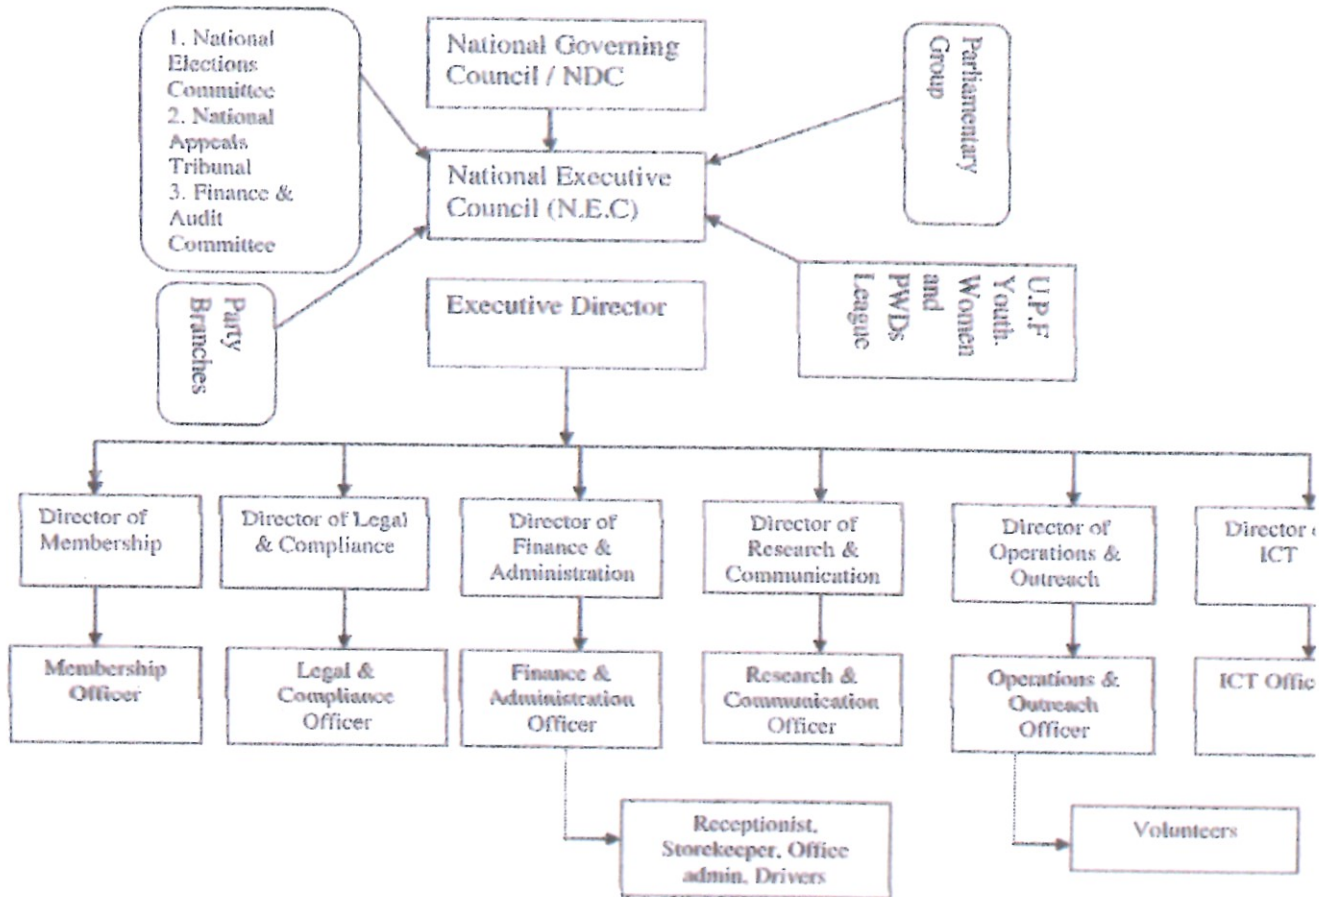 1. National
Elections
Committee
2. National
Appeals
Tribunal
3. Finance &
Audit
Committee
National Governing
Council / NDC
Parliamentary
Group
National Executive
Council (N.E.C)
Party
Branches
Executive Director
U.P.F
Youth.
Women
and
PWDs
League
Director of
Membership
Director of Legal
& Compliance
Director of
Finance &
Administration
Director of
Research &
Communication
Director of
Operations &
Outreach
Director
ICT
Membership
Officer
Legal &
Compliance
Officer
Finance &
Administration
Officer
Research &
Communication
Officer
Operations &
Outreach
Officer
ICT Offic
Receptionist.
Storekeeper. Office
admin. Drivers
Volunteers